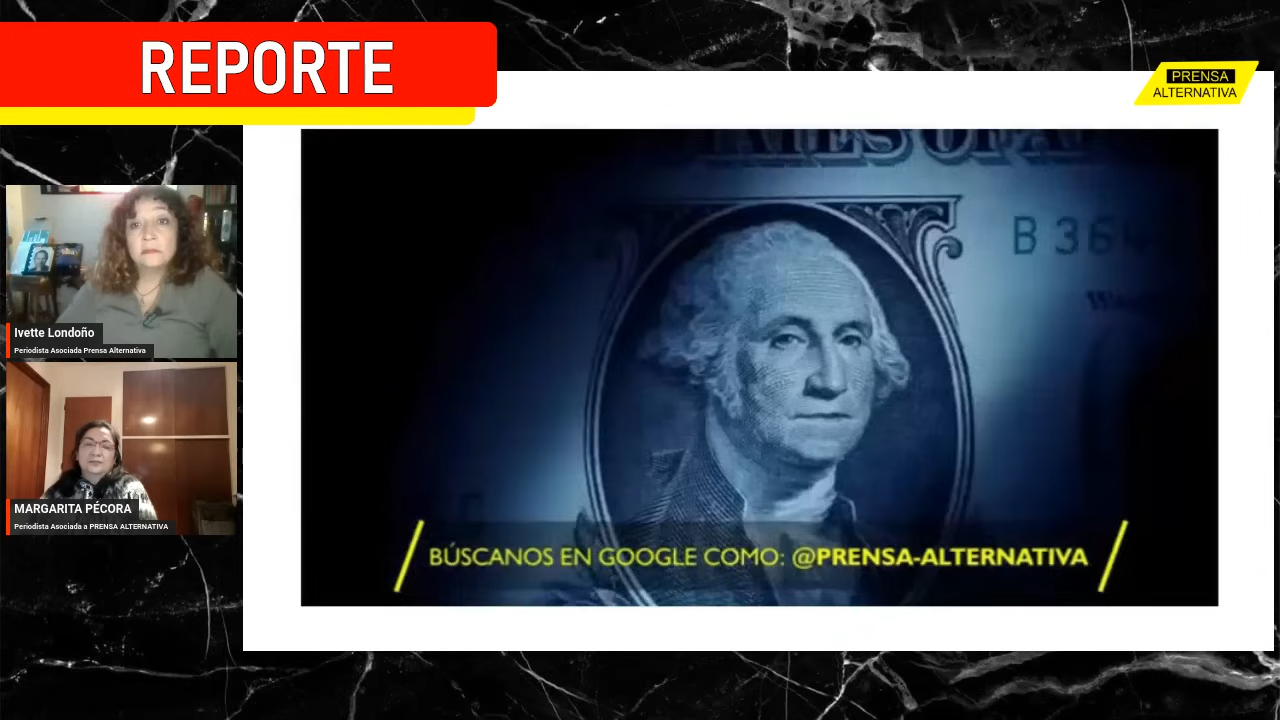 REPORTE
PRENSA
ALTERNATIVA
B 36
Ivette Londoño
Periodista Asociada Prensa Alternativa
MARGARITA PÉCORA
Periodista Asociada a PRENSA ALTERNATIVA
BÚSCANOS EN GOOGLE COMO: @PRENSA-ALTERNATIVA